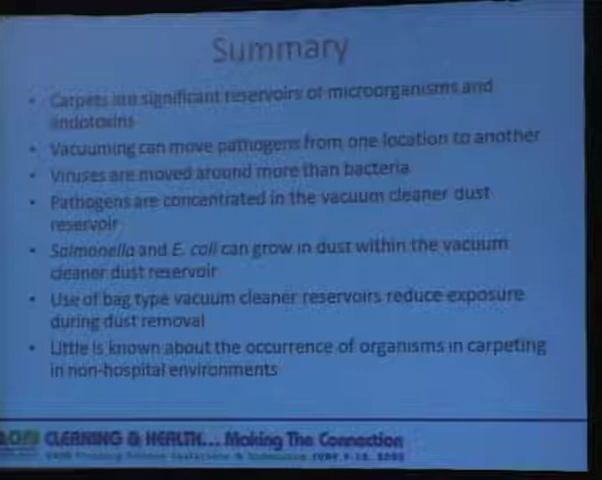 Summary
• Carpets are significant reservoirs of microorganisms and
endotoxins
• Vacuuming can move pathogens from one location to another
• Viruses are moved around more than bacteria
• Pathogens are concentrated in the vacuum cleaner dust
reservoir
• Salmonella and E. coli can grow in dust within the vacuum
cleaner dust reservoir
• Use of bag type vacuum cleaner reservoirs reduce exposure
during dust removal
• Little is known about the occurrence of organisms in carpeting
in non-hospital environments
CLEANING & HEALTH... Making The Connection